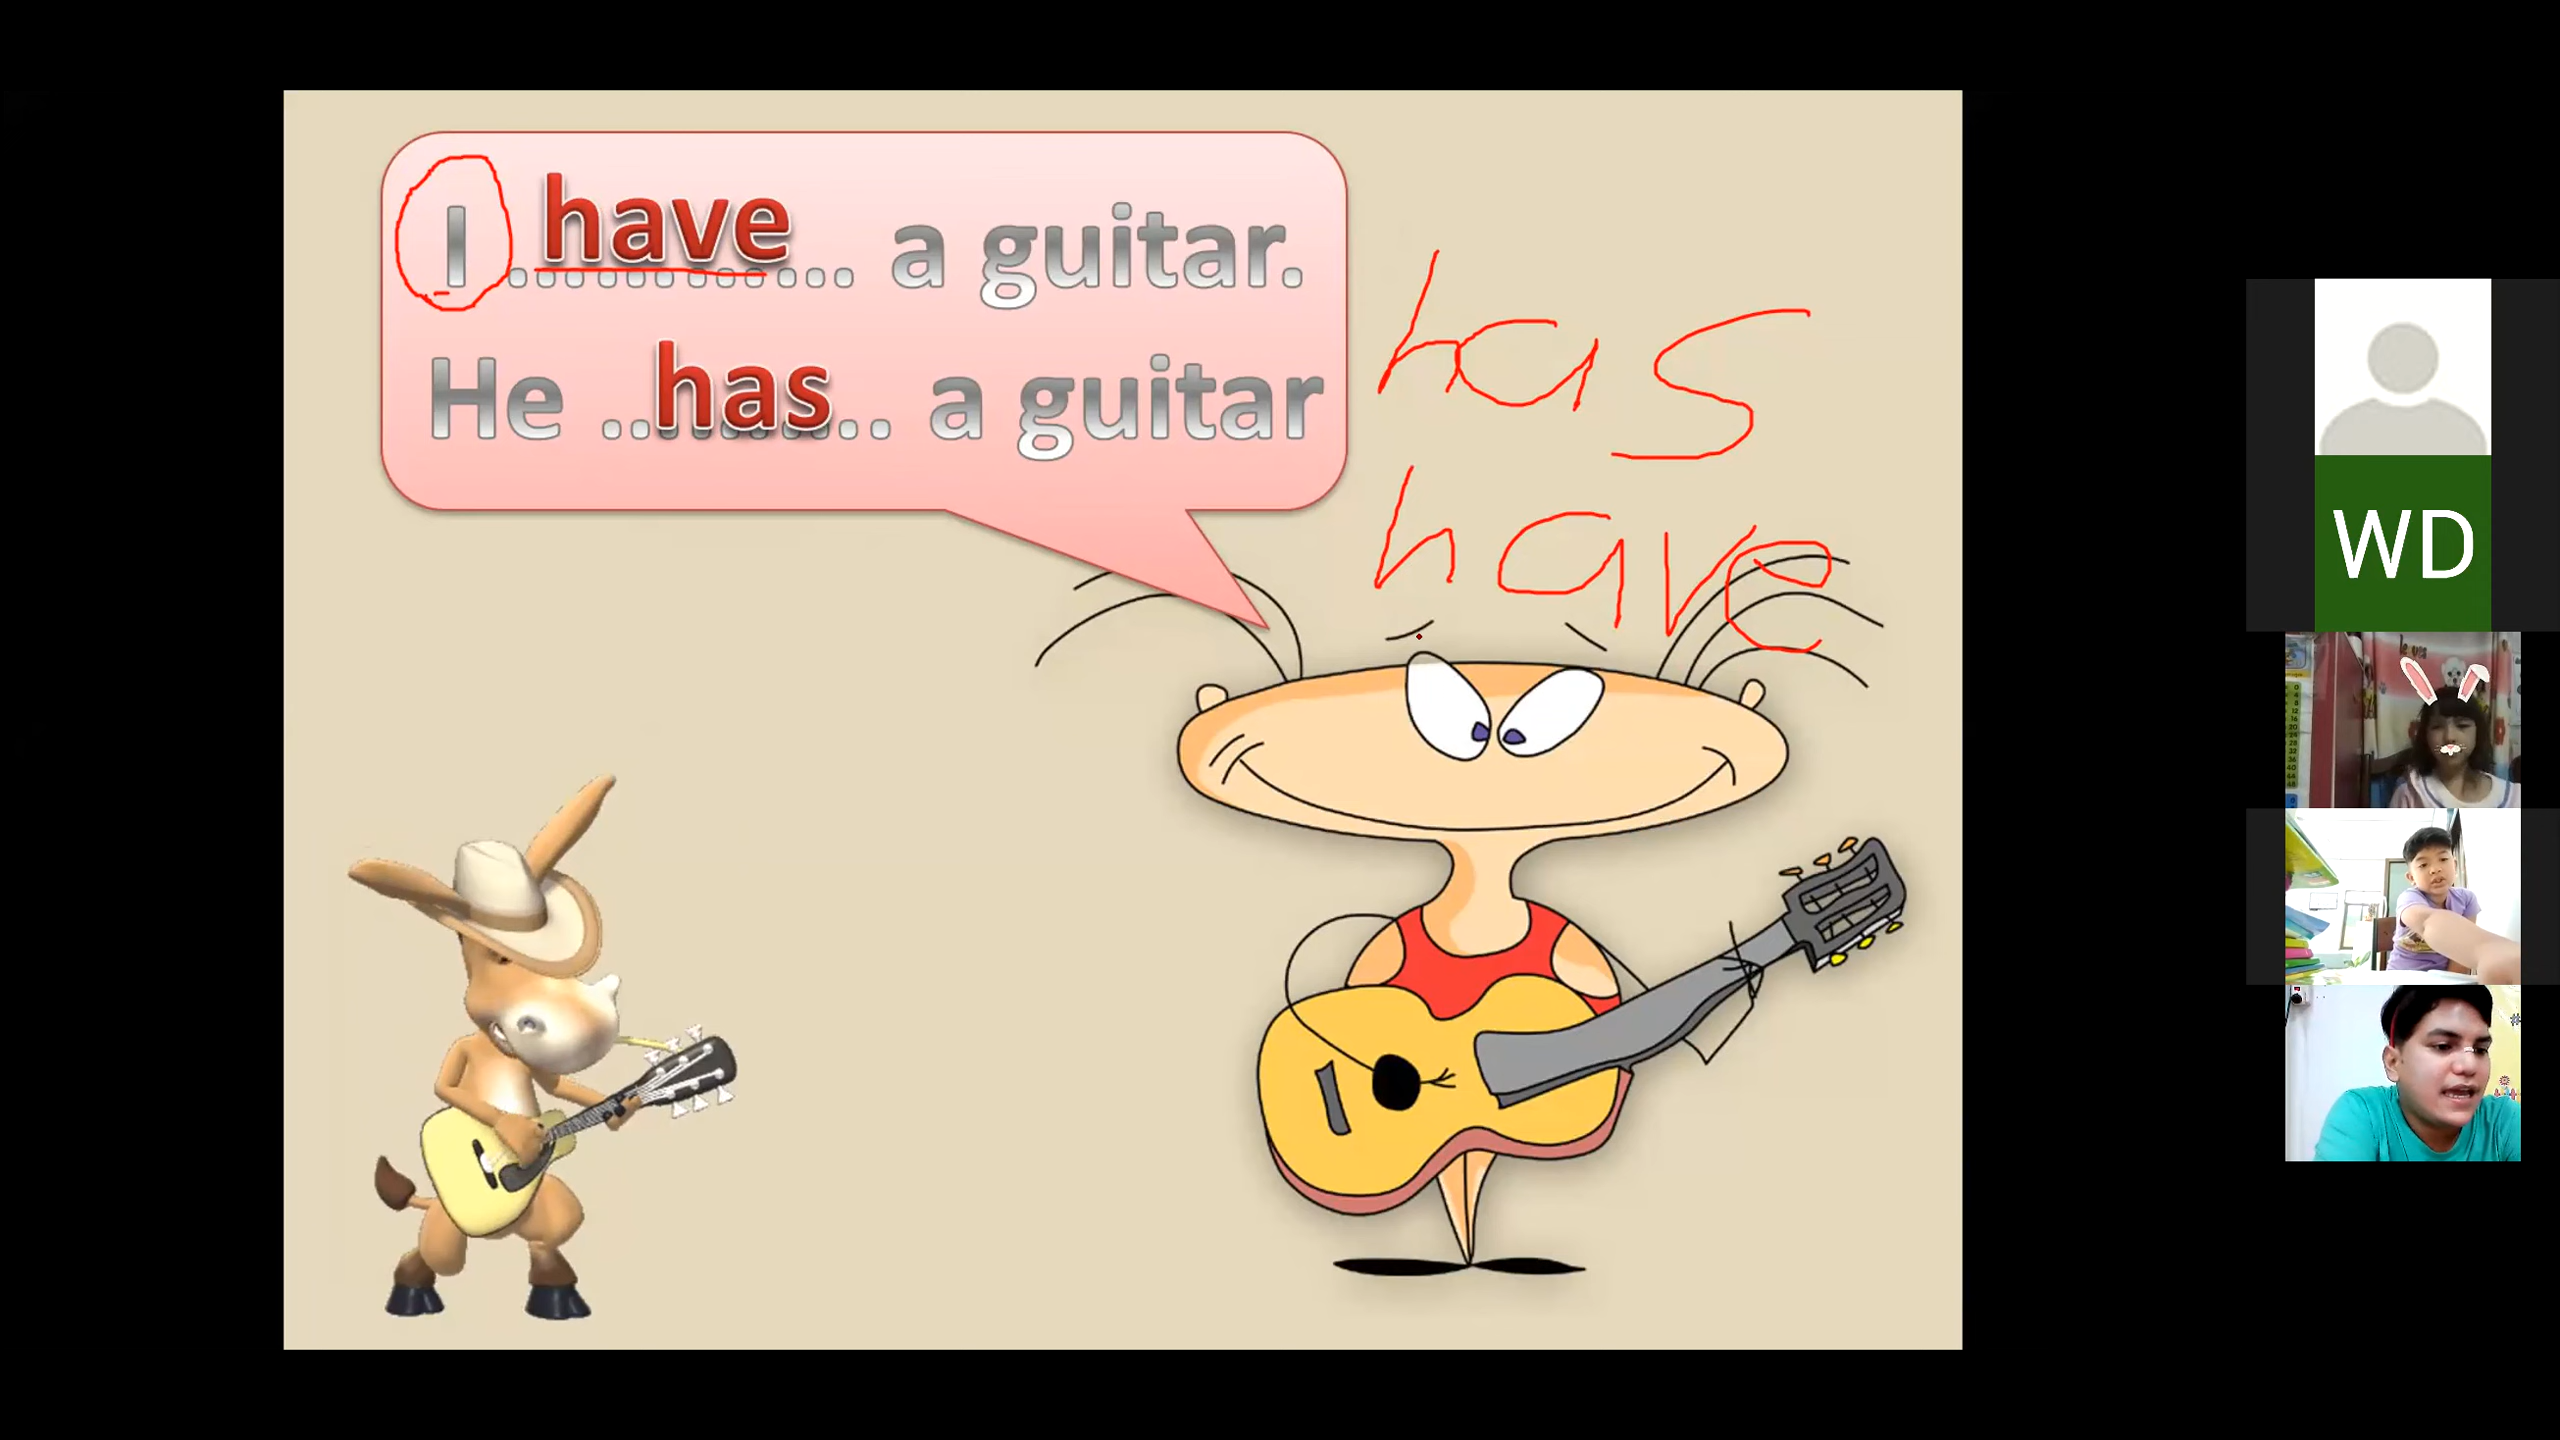 I have ............ a guitar.
He ..has.. a guitar
has
have
WD